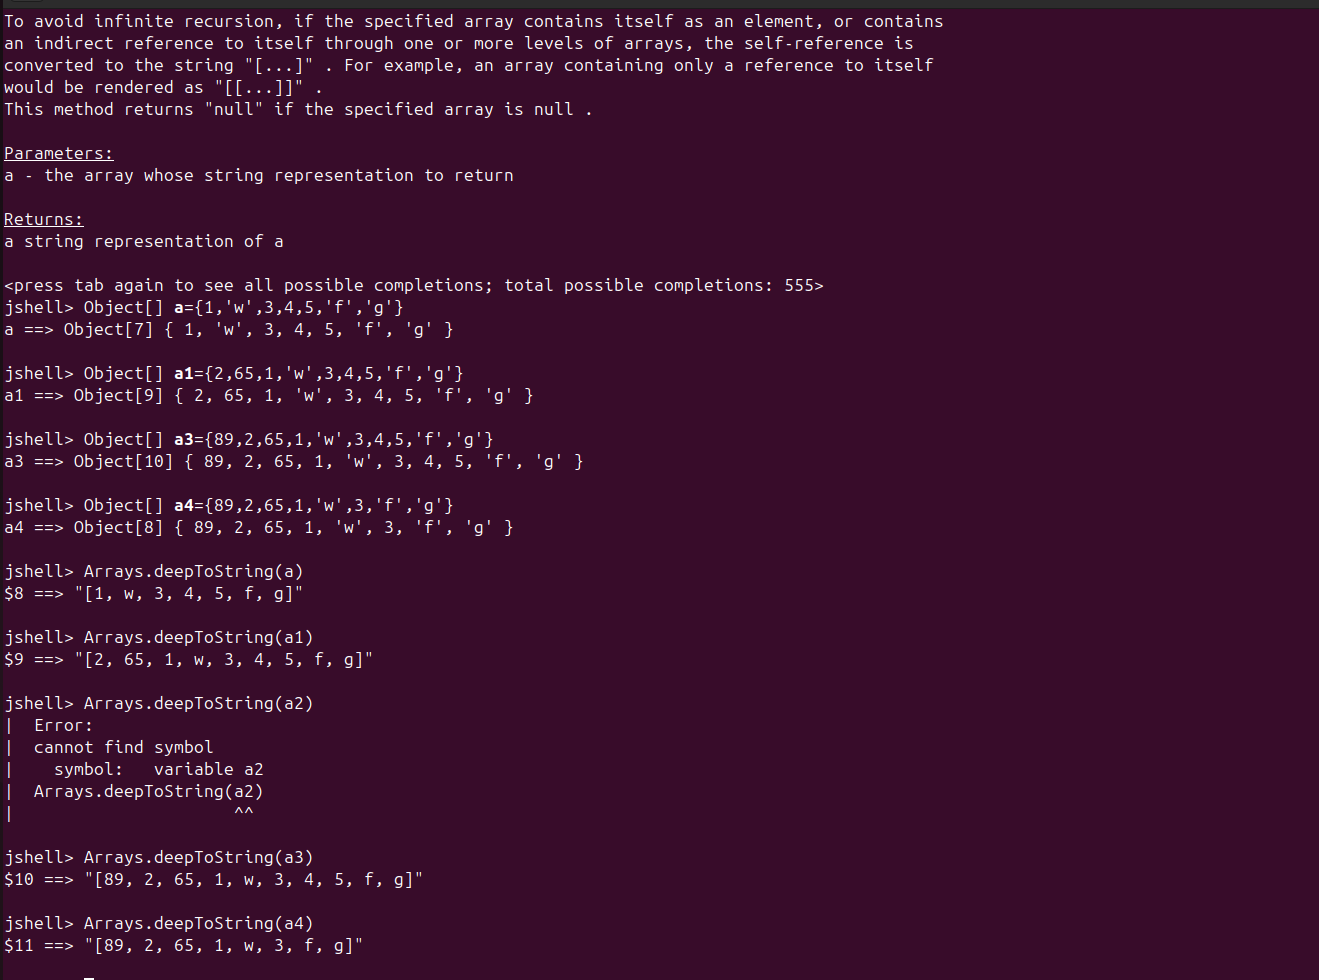 To avoid infinite recursion, if the specified array contains itself as an element, or contains
an indirect reference to itself through one or more levels of arrays, the self-reference is
converted to the string "[...]" . For example, an array containing only a reference to itself
would be rendered as "[[...]]" .
This method returns "null" if the specified array is null .
Parameters:
a - the array whose string representation to return
Returns:
a string representation of a
<press tab again to see all possible completions; total possible completions: 555>
jshell> Object[] a={1,'w',3,4,5,'f','g'}
a ==> Object[7] { 1, 'w', 3, 4, 5, 'f', 'g' }
jshell> Object[] a1={2,65,1,'w',3,4,5,'f','g'}
a1 ==> Object[9] { 2, 65, 1, 'w', 3, 4, 5, 'f', 'g' }
jshell> Object[] a3={89,2,65,1,'w',3,4,5,'f','g'}
a3 ==> Object[10] { 89, 2, 65, 1, 'w', 3, 4, 5, 'f', 'g' }
jshell> Object[] a4={89,2,65,1,'w',3,'f','g'}
a4 ==> Object[8] { 89, 2, 65, 1, 'w', 3, 'f', 'g' }
jshell> Arrays.deepToString(a)
$8 ==> "[1, w, 3, 4, 5, f, g]"
jshell> Arrays.deepToString(a1)
$9 ==> "[2, 65, 1, w, 3, 4, 5, f, g]"
jshell> Arrays.deepToString(a2)
|  Error:
|  cannot find symbol
|    symbol:   variable a2
|  Arrays.deepToString(a2)
|                      ^^
jshell> Arrays.deepToString(a3)
$10 ==> "[89, 2, 65, 1, w, 3, 4, 5, f, g]"
jshell> Arrays.deepToString(a4)
$11 ==> "[89, 2, 65, 1, w, 3, f, g]"